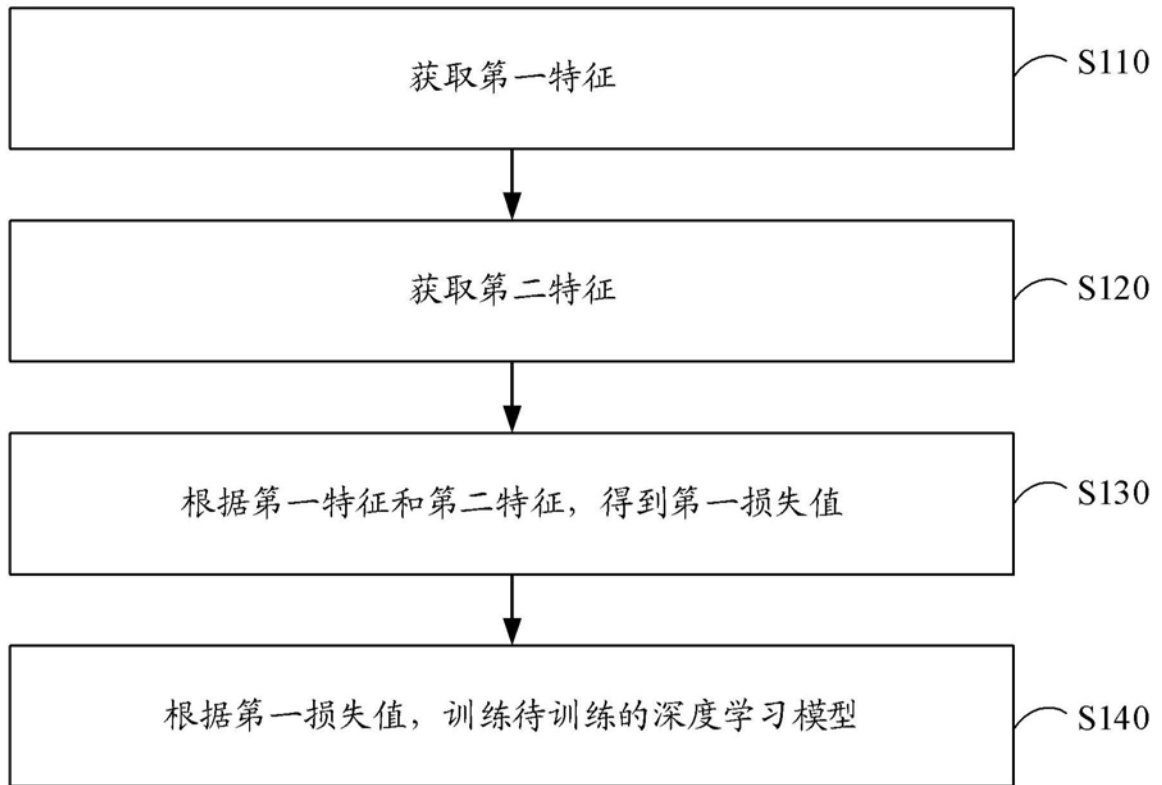 获取第一特征
S110
获取第二特征
S120
根据第一特征和第二特征，得到第一损失值
S130
根据第一损失值，训练待训练的深度学习模型
S140